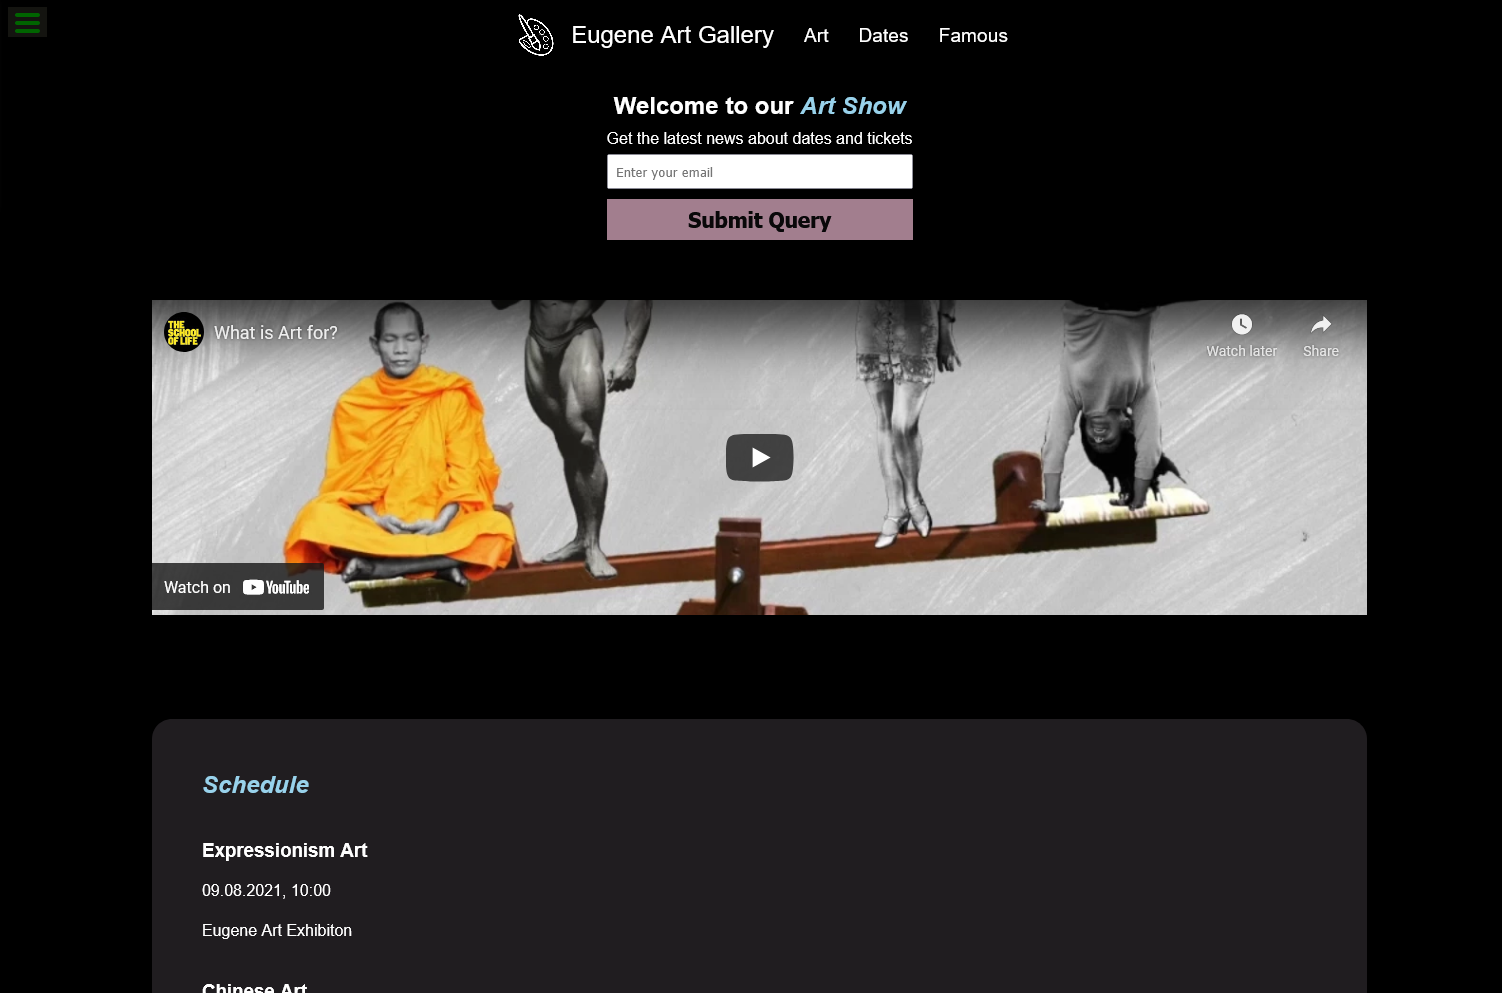 Eugene Art Gallery Art Dates Famous
Welcome to our Art Show
Get the latest news about dates and tickets
Enter your email
Submit Query
THE SCHOOL OF LIFE
What is Art for?
Watch later Share
Watch on YouTube
Schedule
Expressionism Art
09.08.2021, 10:00
Eugene Art Exhibiton
Chinese Art